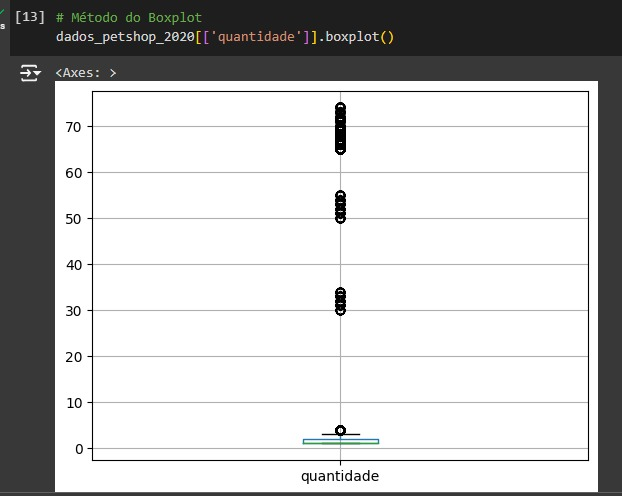 [13] # Método do Boxplot
dados_petshop_2020[['quantidade']].boxplot()
s
<Axes: >
70
60
50
40
30
20
10
0
quantidade